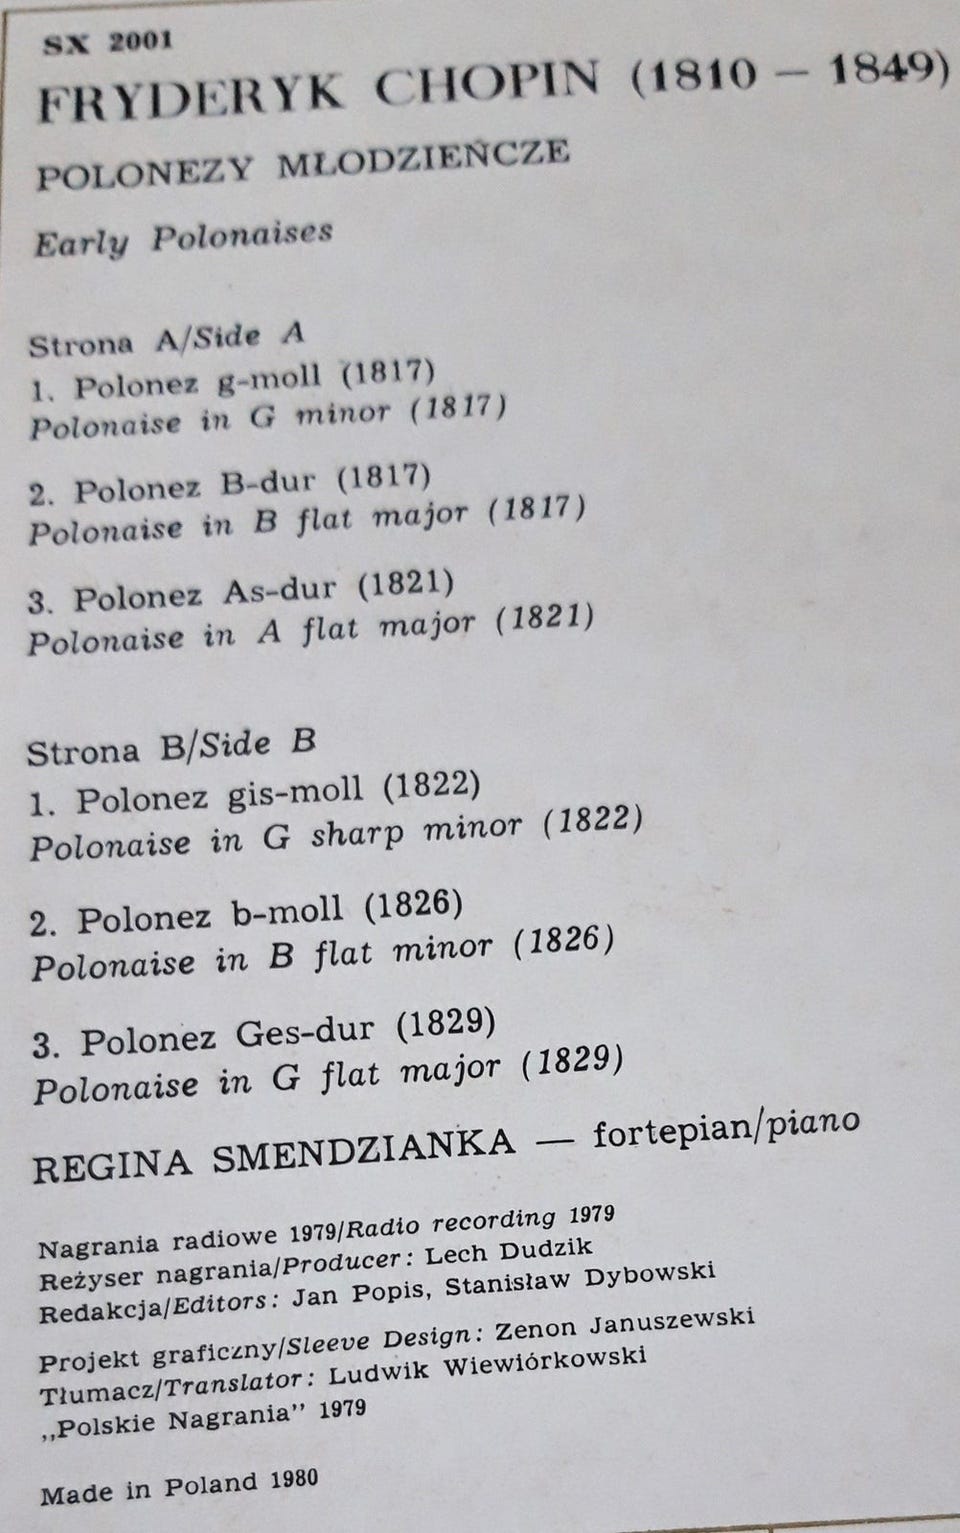 SX 2001
FRYDERYK CHOPIN (1810 — 1849)
POLONEZY MŁODZIEŃCZE
Early Polonaises
Strona A/Side A
1. Polonez g-moll (1817)
Polonaise in G minor (1817)
2. Polonez B-dur (1817)
Polonaise in B flat major (1817)
3. Polonez As-dur (1821)
Polonaise in A flat major (1821)
Strona B/Side B
1. Polonez gis-moll (1822)
Polonaise in G sharp minor (1822)
2. Polonez b-moll (1826)
Polonaise in B flat minor (1826)
3. Polonez Ges-dur (1829)
Polonaise in G flat major (1829)
REGINA SMENDZIANKA — fortepian/piano
Nagrania radiowe 1979/Radio recording 1979
Reżyser nagrania/Producer: Lech Dudzik
Redakcja/Editors: Jan Popis, Stanisław Dybowski
Projekt graficzny/Sleeve Design: Zenon Januszewski
Tłumacz/Translator: Ludwik Wiewiórkowski
,,Polskie Nagrania’’ 1979
Made in Poland 1980